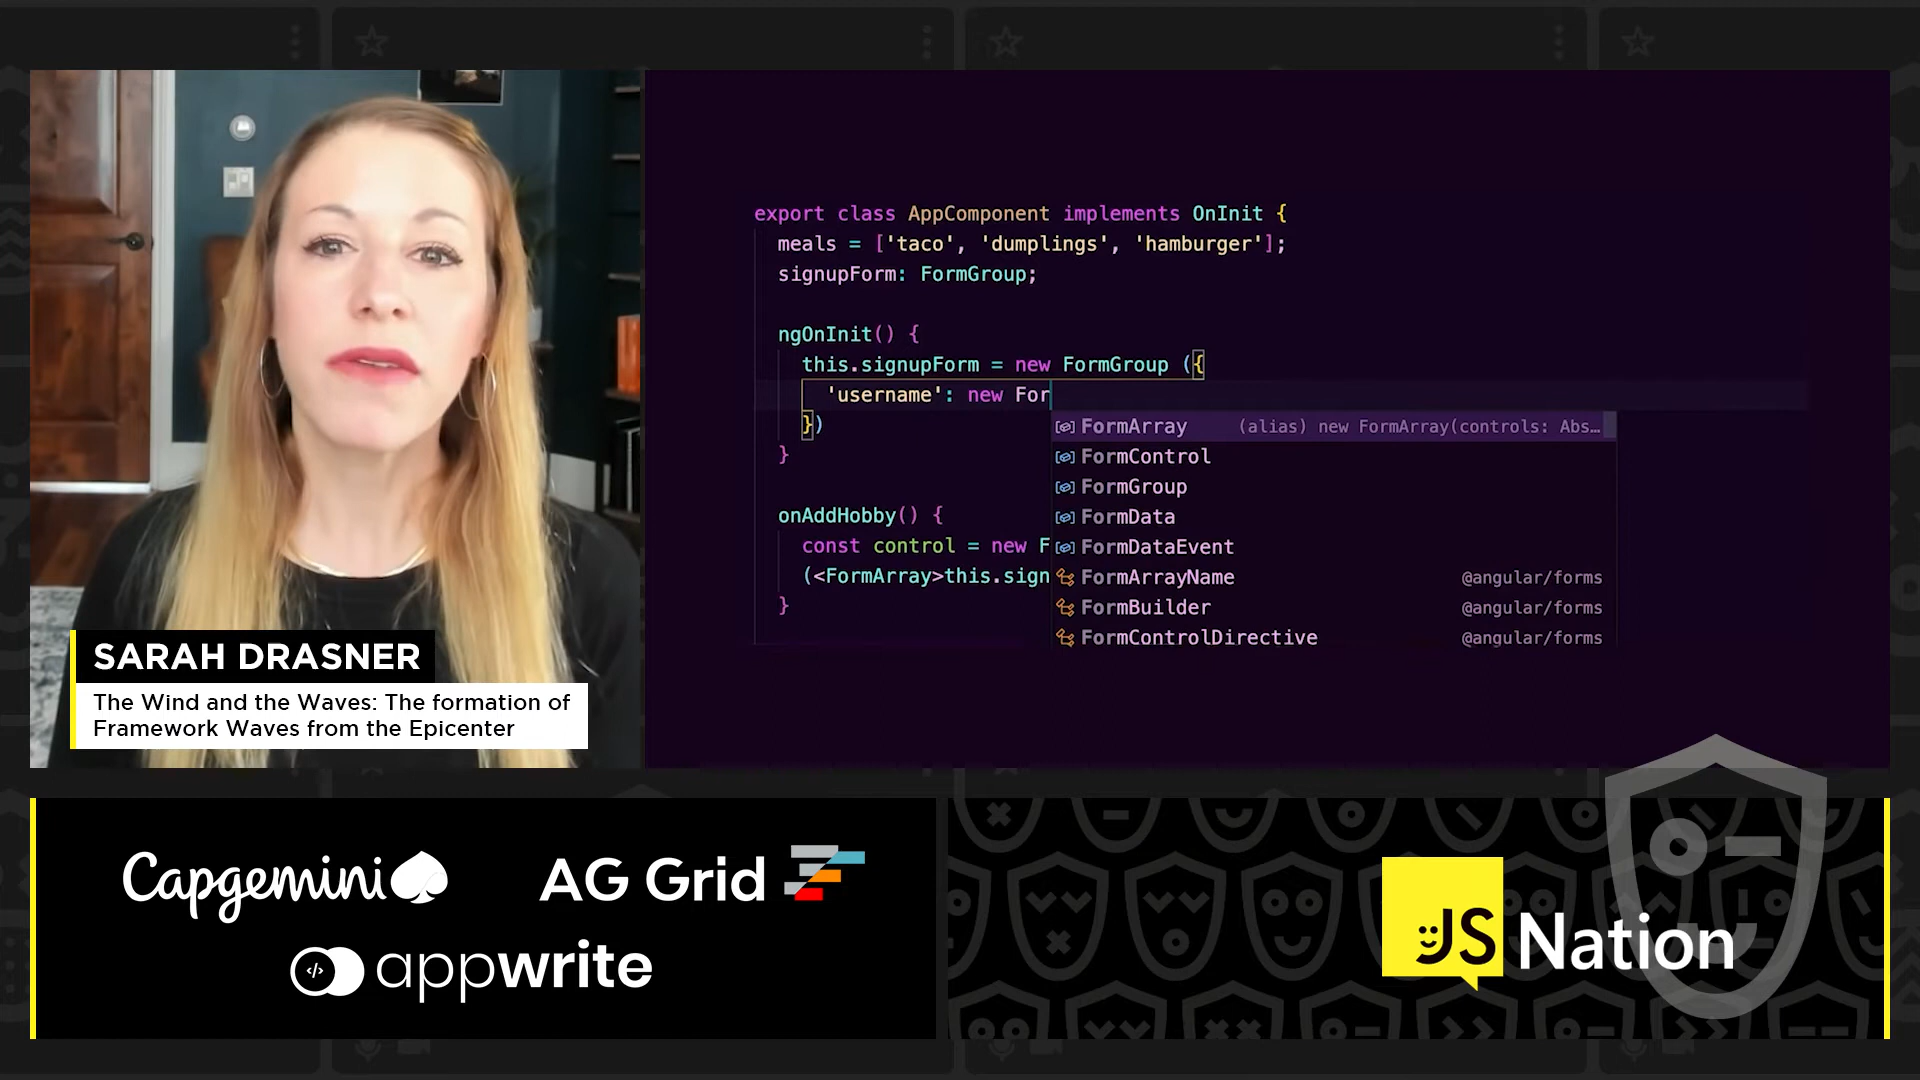 export class AppComponent implements OnInit {
meals = ['taco', 'dumplings', 'hamburger'];
signupForm: FormGroup;
ngOnInit() {
this.signupForm = new FormGroup ({
'username': new For
})
}
onAddHobby() {
const control = new F
(<FormArray>this.sign
}
FormArray (alias) new FormArray(controls: Abs…
FormControl
FormGroup
FormData
FormDataEvent
FormArrayName @angular/forms
FormBuilder @angular/forms
FormControlDirective @angular/forms
SARAH DRASNER
The Wind and the Waves: The formation of
Framework Waves from the Epicenter
Capgemini
AG Grid
</> appwrite
JS Nation